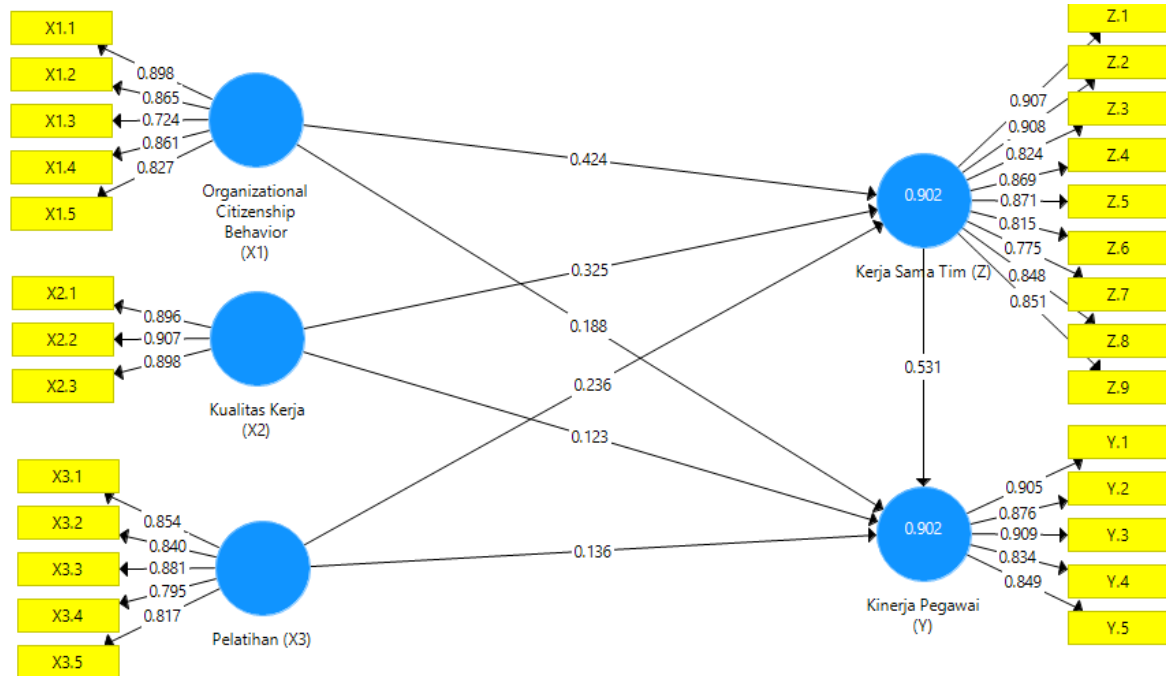 X1.1
X1.2
X1.3
X1.4
X1.5
0.898
0.865
0.724
0.861
0.827
Organizational
Citizenship
Behavior
(X1)
X2.1
X2.2
X2.3
0.896
0.907
0.898
Kualitas Kerja
(X2)
X3.1
X3.2
X3.3
X3.4
X3.5
0.854
0.840
0.881
0.795
0.817
Pelatihan (X3)
0.424
0.325
0.188
0.236
0.123
0.136
0.902
Kerja Sama Tim (Z)
0.531
0.902
Kinerja Pegawai
(Y)
0.907
0.908
0.824
0.869
0.871
0.815
0.775
0.848
0.851
Z.1
Z.2
Z.3
Z.4
Z.5
Z.6
Z.7
Z.8
Z.9
0.905
0.876
0.909
0.834
0.849
Y.1
Y.2
Y.3
Y.4
Y.5